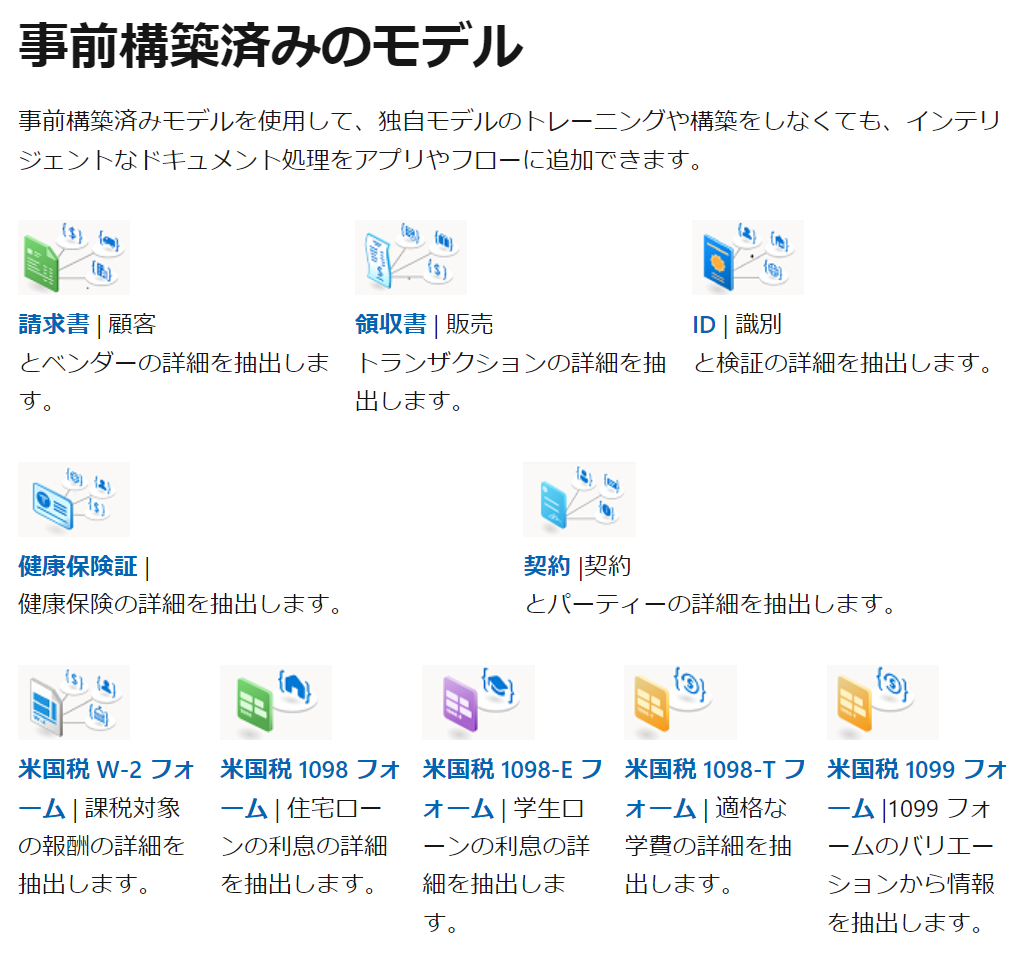 事前構築済みのモデル
事前構築済みモデルを使用して、独自モデルのトレーニングや構築をしなくても、インテリ
ジェントなドキュメント処理をアプリやフローに追加できます。
請求書 | 顧客
とベンダーの詳細を抽出しま
す。
領収書 | 販売
トランザクションの詳細を抽
出します。
ID | 識別
と検証の詳細を抽出します。
健康保険証 |
健康保険の詳細を抽出します。
契約 |契約
とパーティーの詳細を抽出します。
米国税 W-2 フォ
ーム | 課税対象
の報酬の詳細を
抽出します。
米国税 1098 フォ
ーム | 住宅ロー
ンの利息の詳細
を抽出します。
米国税 1098-E フ
ォーム | 学生ロ
ーンの利息の詳
細を抽出しま
す。
米国税 1098-T フ
ォーム | 適格な
学費の詳細を抽
出します。
米国税 1099 フォ
ーム |1099 フォ
ームのバリエー
ションから情報
を抽出します。